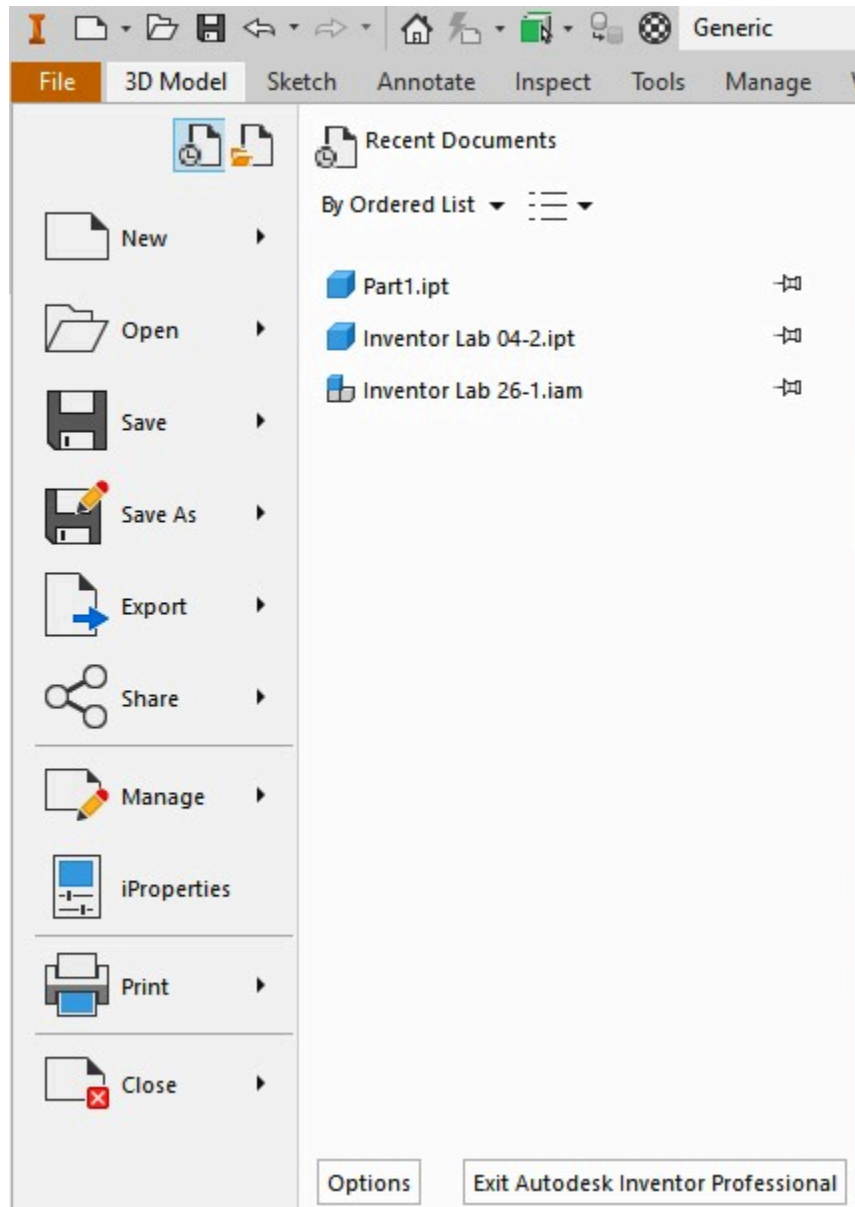 Generic
File 3D Model Sketch Annotate Inspect Tools Manage
Recent Documents
By Ordered List
New
Open
Save
Save As
Export
Share
Manage
iProperties
Print
Close
Part1.ipt
Inventor Lab 04-2.ipt
Inventor Lab 26-1.iam
Options
Exit Autodesk Inventor Professional